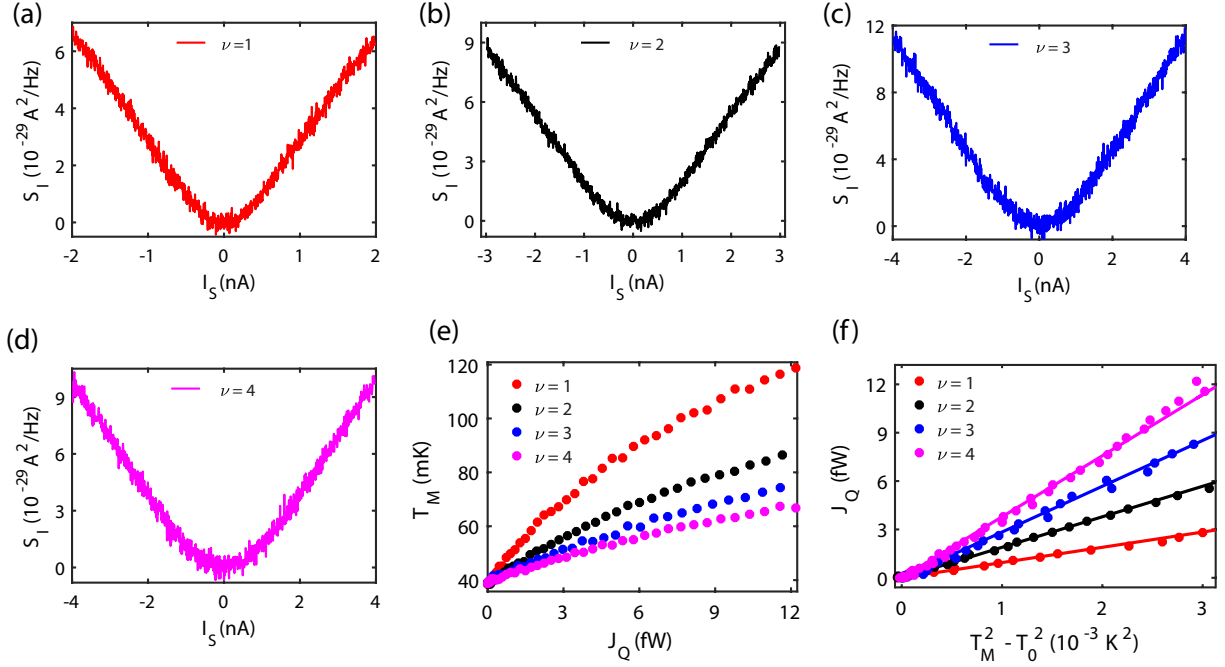 (a)
ν =1
6
4
2
0
S_I (10^-29 A^2/Hz)
-2 -1 0 1 2
I_S (nA)
(b)
ν = 2
9
6
3
0
S_I (10^-29 A^2/Hz)
-3 -2 -1 0 1 2 3
I_S (nA)
(c)
ν = 3
12
8
4
0
S_I (10^-29 A^2/Hz)
-4 -2 0 2 4
I_S (nA)
(d)
ν = 4
9
6
3
0
S_I (10^-29 A^2/Hz)
-4 -2 0 2 4
I_S (nA)
(e)
120
100
80
60
40
T_M (mK)
ν = 1
ν = 2
ν = 3
ν = 4
0 3 6 9 12
J_Q (fW)
(f)
12
9
6
3
0
J_Q (fW)
ν = 1
ν = 2
ν = 3
ν = 4
0 1 2 3
T_M^2 - T_0^2 (10^-3 K^2)